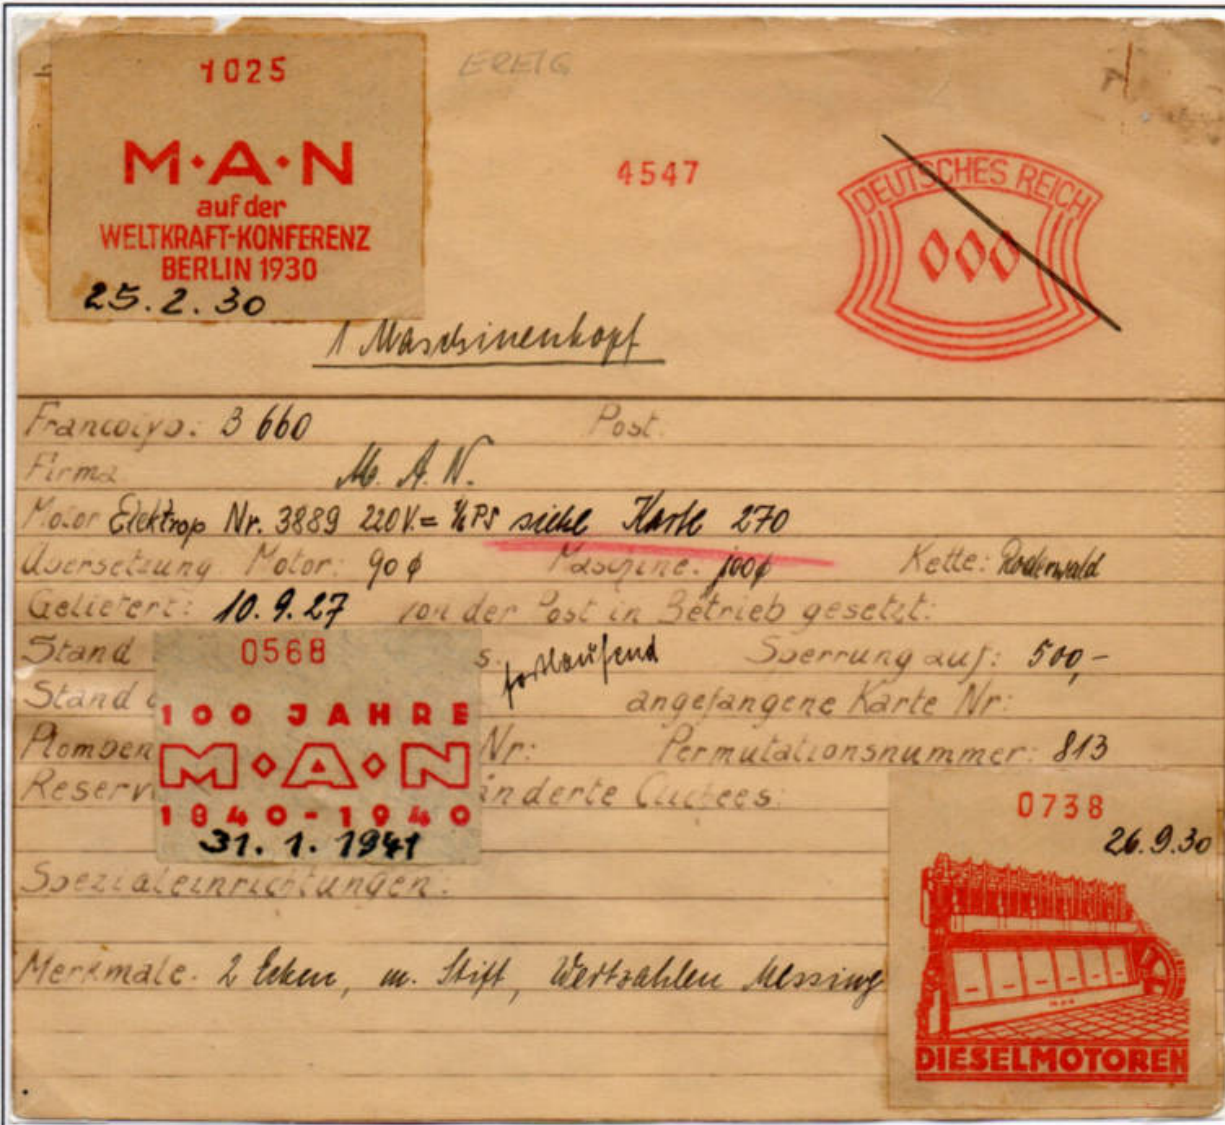 1025
M·A·N
auf der
WELTKRAFT-KONFERENZ
BERLIN 1930
25.2.30
4547
DEUTSCHES REICH
000
1 Maschinenkopf
Francotyp: B 660 Post:
Firma M. A. N.
Motor Elektrop Nr. 3889 220V.= PS siehe Karte 270
Übersetzung Motor: 90 ϕ Maschine: 100 ϕ Kette: Rodenwald
Geliefert: 10.9.27 von der Post in Betrieb gesetzt:
Stand s. fortlaufend Sperrung auf: 500,-
Stand angefangene Karte Nr:
Plomben Nr: Permutationsnummer: 813
Reserv änderte
0568
100 JAHRE
M·A·N
1840-1940
31. 1. 1941
Spezialeinrichtungen:
Merkmale: 2 Ecken, m. Stift, Wertzahlen Messing
0738
26.9.30
DIESELMOTOREN